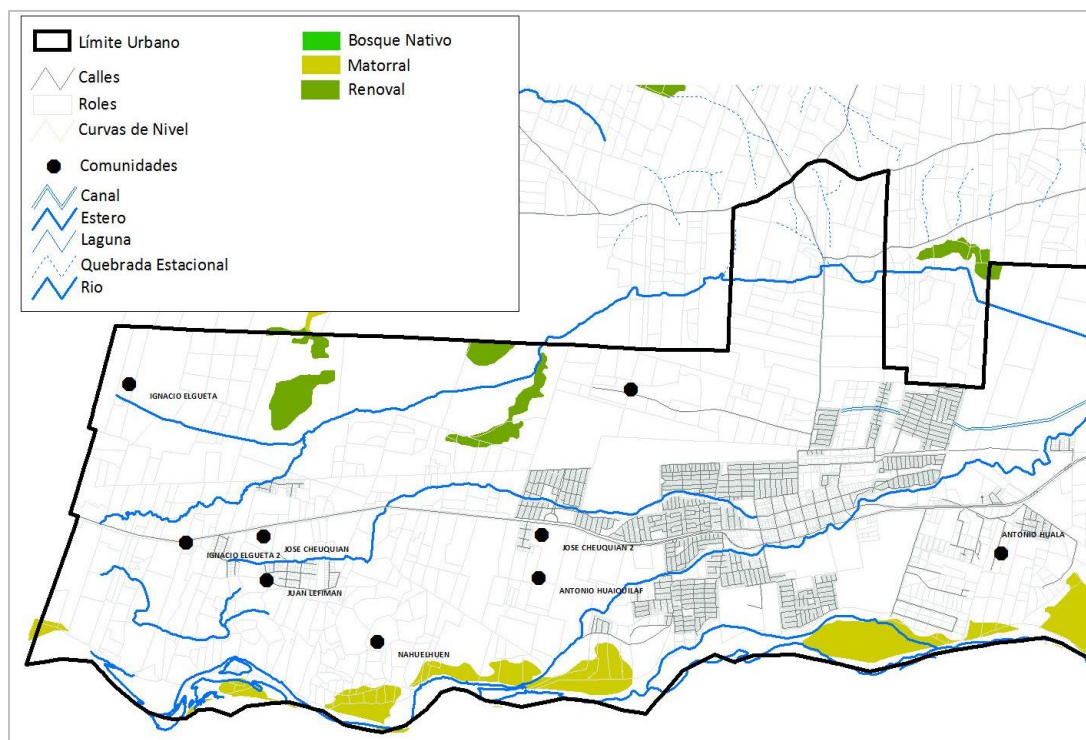 Límite Urbano
Calles
Roles
Curvas de Nivel
Comunidades
Canal
Estero
Laguna
Quebrada Estacional
Rio
Bosque Nativo
Matorral
Renoval
IGNACIO ELGUETA
JOSE CHEUQUIAN
IGNACIO ELGUETA 2
JUAN LEFIMAN
JOSE CHEUQUIAN 2
ANTONIO HUALA
ANTONIO HUAIQUILAF
NAHUELHUEN